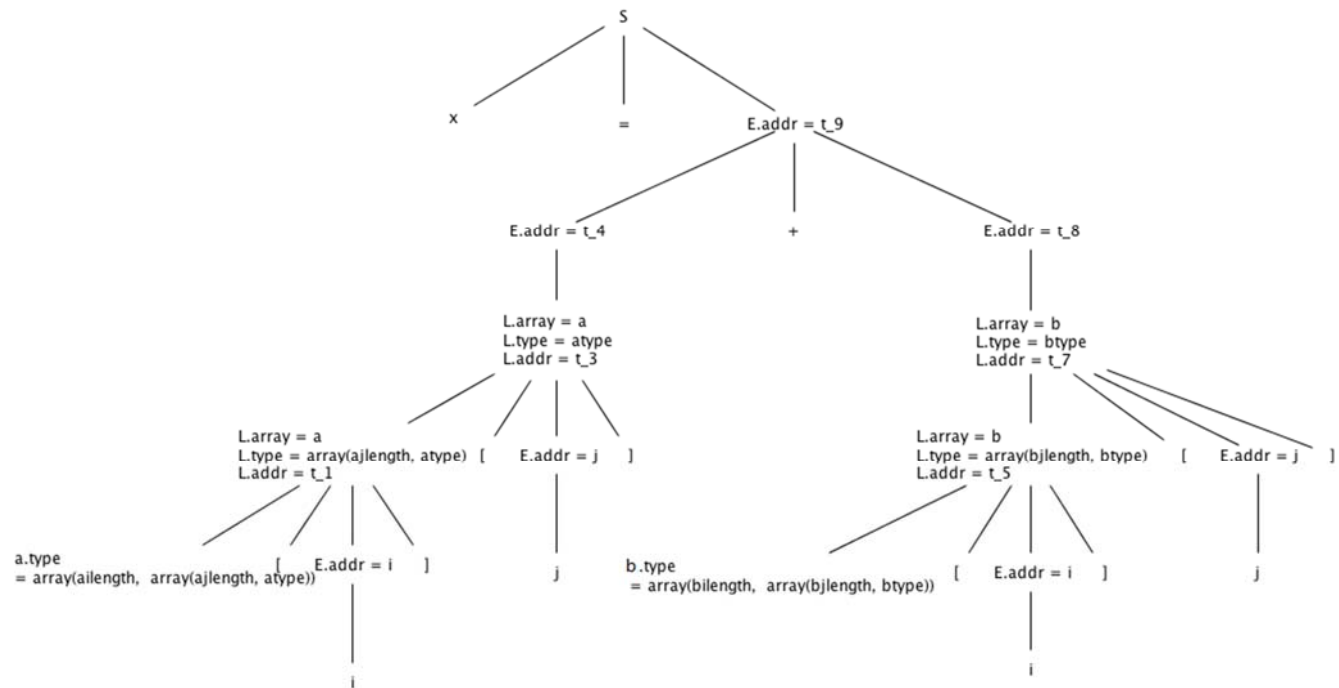 S
x
=
E.addr = t_9
E.addr = t_4
+
E.addr = t_8
L.array = a
L.type = atype
L.addr = t_3
L.array = b
L.type = btype
L.addr = t_7
L.array = a
L.type = array(ajlength, atype)
L.addr = t_1
[
E.addr = j
]
L.array = b
L.type = array(bjlength, btype)
L.addr = t_5
[
E.addr = j
]
a.type
= array(ailength, array(ajlength, atype))
[
E.addr = i
]
j
b.type
= array(bilength, array(bjlength, btype))
[
E.addr = i
]
j
i
i